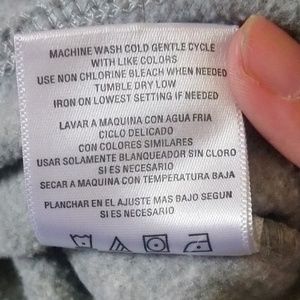 MACHINE WASH COLD GENTLE CYCLE
WITH LIKE COLORS
USE NON CHLORINE BLEACH WHEN NEEDED
TUMBLE DRY LOW
IRON ON LOWEST SETTING IF NEEDED
LAVAR A MAQUINA CON AGUA FRIA
CICLO DELICADO
CON COLORES SIMILARES
USAR SOLAMENTE BLANQUEADOR SIN CLORO
SI ES NECESARIO
SECAR A MAQUINA CON TEMPERATURA BAJA
PLANCHAR EN EL AJUSTE MAS BAJO SEGUN
SI ES NECESARIO